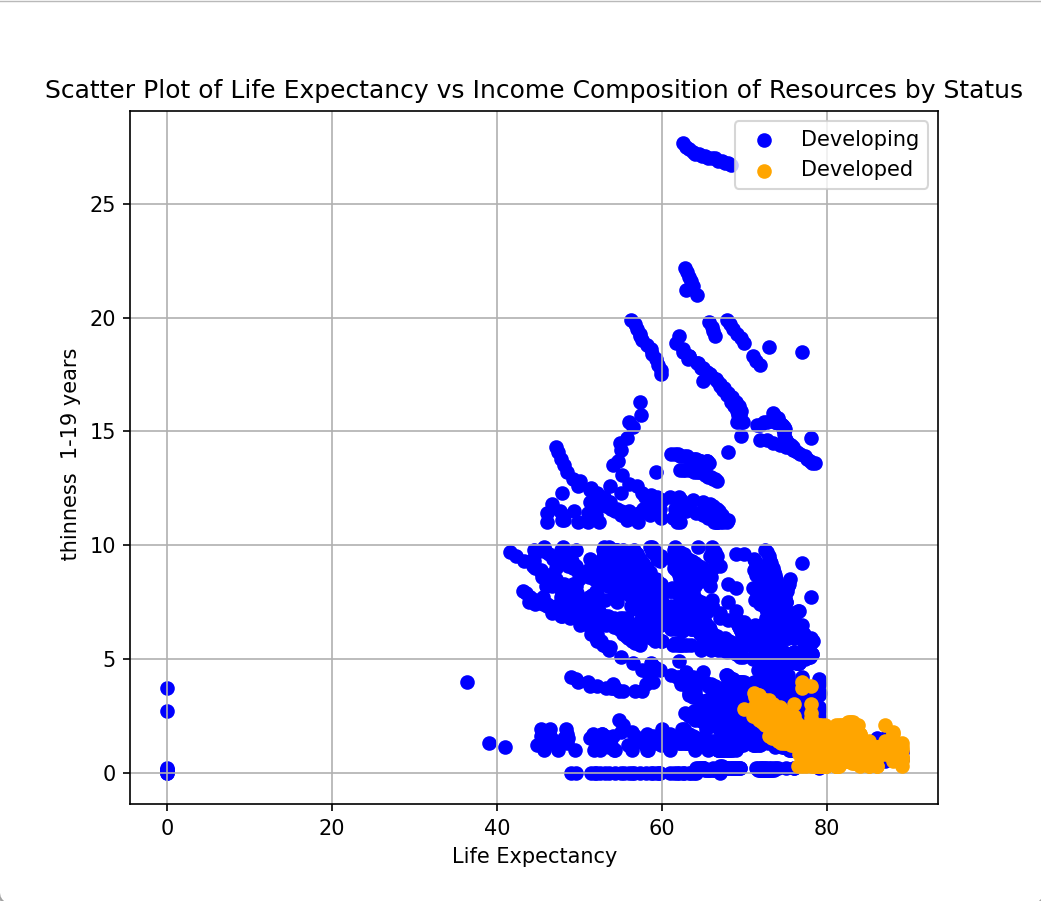 Scatter Plot of Life Expectancy vs Income Composition of Resources by Status
Developing
Developed
25
20
15
10
5
0
thinness  1-19 years
0 20 40 60 80
Life Expectancy